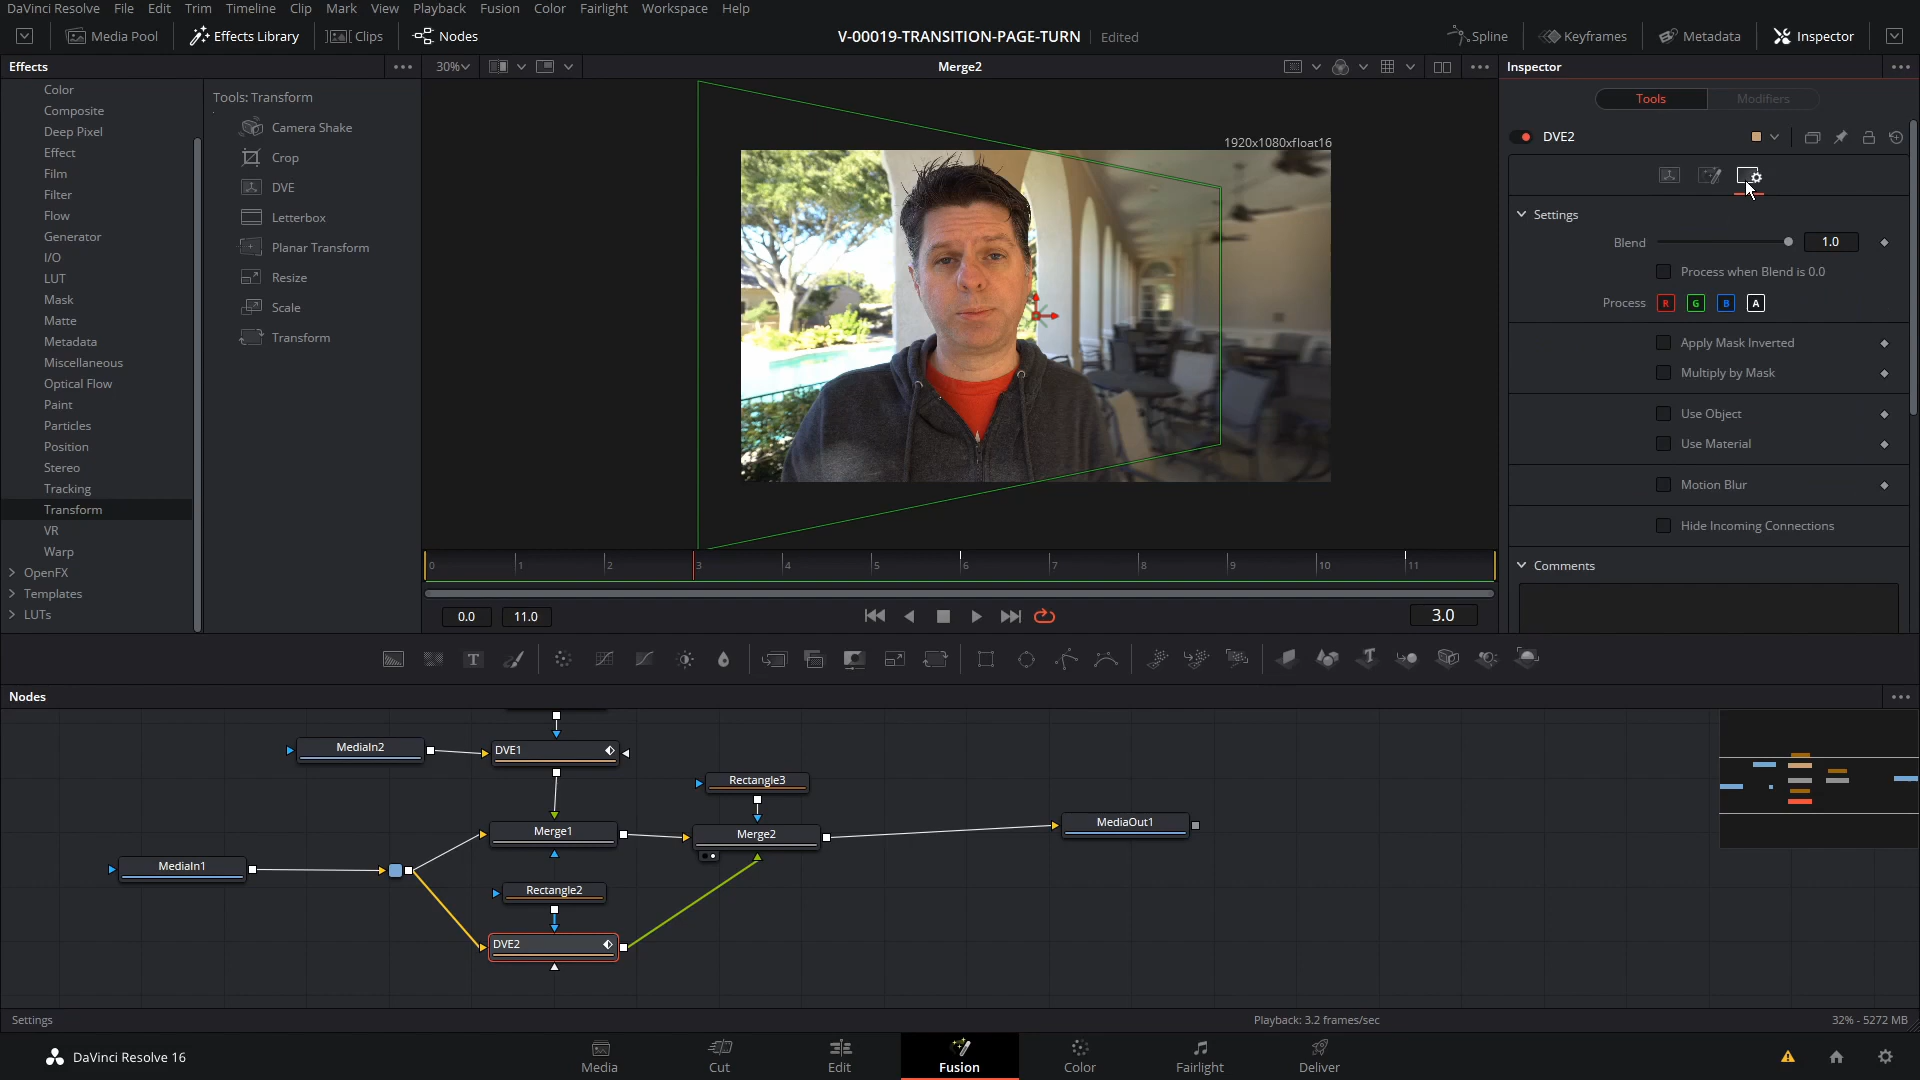 DaVinci Resolve File Edit Trim Timeline Clip Mark View Playback Fusion Color Fairlight Workspace Help
Media Pool Effects Library Clips Nodes V-00019-TRANSITION-PAGE-TURN Edited Spline Keyframes Metadata Inspector
Effects 30% Merge2 Inspector
Color
Composite
Deep Pixel
Effect
Film
Filter
Flow
Generator
I/O
LUT
Mask
Matte
Metadata
Miscellaneous
Optical Flow
Paint
Particles
Position
Stereo
Tracking
Transform
VR
Warp
OpenFX
Templates
LUTs
Tools: Transform
Camera Shake
Crop
DVE
Letterbox
Planar Transform
Resize
Scale
Transform
1920x1080xfloat16
0 1 2 3 4 5 6 7 8 9 10 11
0.0 11.0 3.0
Tools Modifiers
DVE2
Settings
Blend 1.0
Process when Blend is 0.0
Process R G B A
Apply Mask Inverted
Multiply by Mask
Use Object
Use Material
Motion Blur
Hide Incoming Connections
Comments
T T
Nodes
MediaIn2 DVE1
Rectangle3
Merge1 Merge2 MediaOut1
MediaIn1
Rectangle2
DVE2
Settings Playback: 3.2 frames/sec 32% - 5272 MB
DaVinci Resolve 16 Media Cut Edit Fusion Color Fairlight Deliver